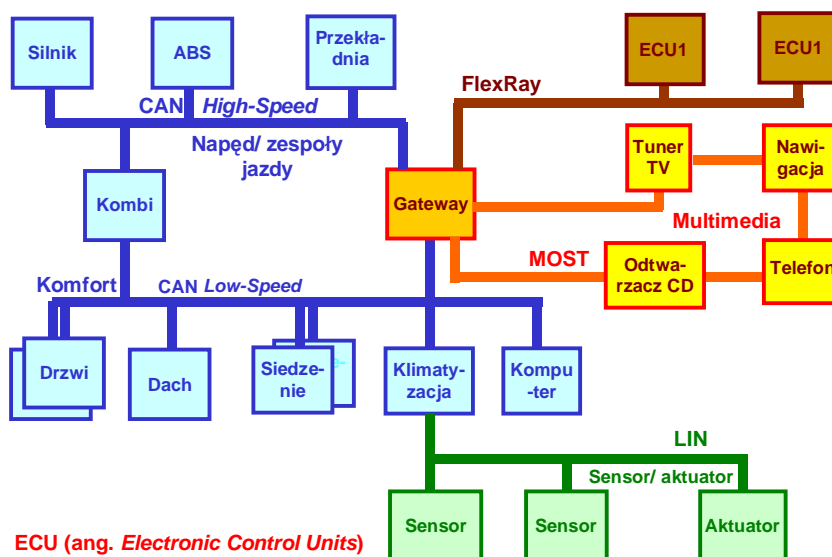 Silnik
ABS
Przekła-
dnia
ECU1
ECU1
FlexRay
CAN High-Speed
Napęd/ zespoły
jazdy
Tuner
TV
Nawi-
gacja
Kombi
Gateway
Multimedia
MOST
Odtwa-
rzacz CD
Telefon
Komfort
CAN Low-Speed
Drzwi
Dach
Siedze-
nie
Klimaty-
zacja
Kompu
-ter
LIN
Sensor/ aktuator
Sensor
Sensor
Aktuator
ECU (ang. Electronic Control Units)